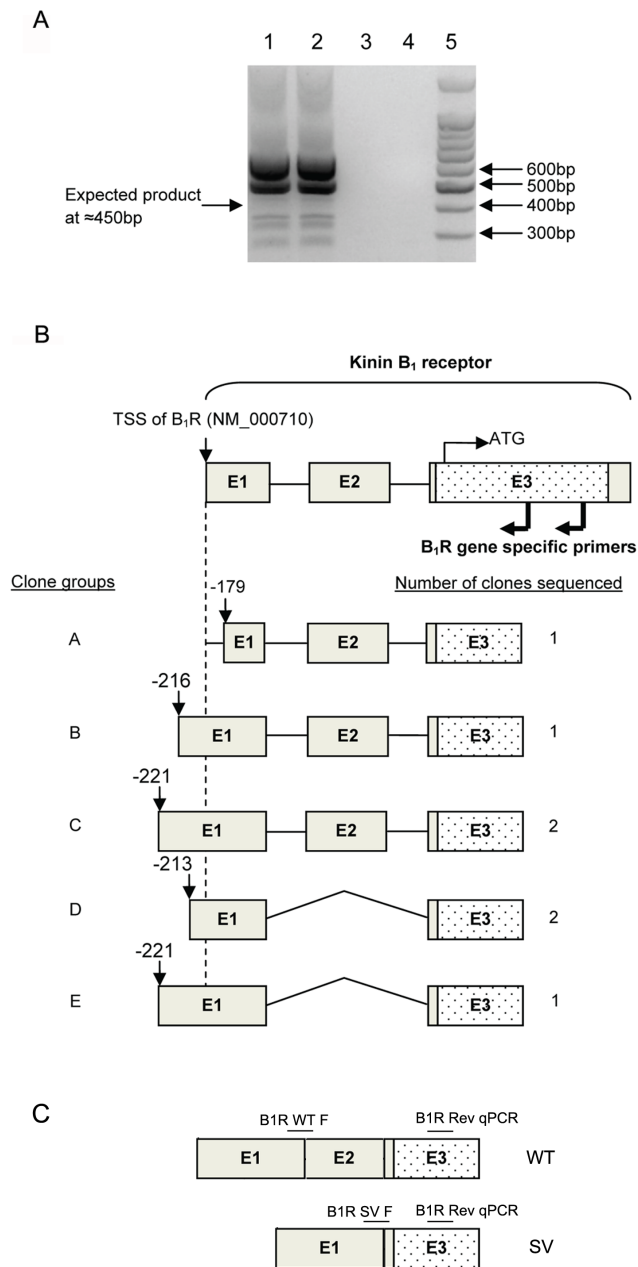 A
1 2 3 4 5
Expected product
at ≈450bp
600bp
500bp
400bp
300bp
B
Kinin B₁ receptor
TSS of B₁R (NM_000710)
ATG
E1 E2 E3
B₁R gene specific primers
Clone groups Number of clones sequenced
-179
A E1 E2 E3 1
-216
B E1 E2 E3 1
-221
C E1 E2 E3 2
-213
D E1 E3 2
-221
E E1 E3 1
C
B1R WT F B1R Rev qPCR
E1 E2 E3 WT
B1R SV F B1R Rev qPCR
E1 E3 SV